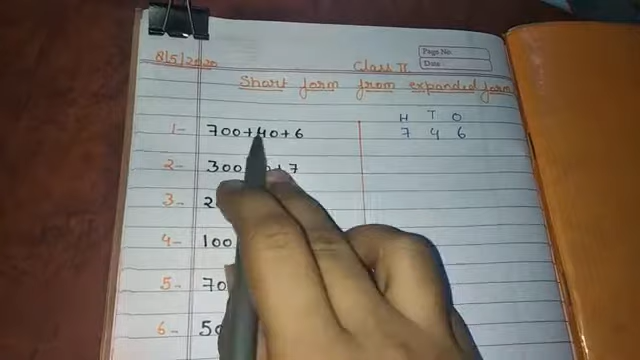 Page No.
Date
8/5/2020 Class II
Short form from expanded form
H T O
1- 700+40+6 7 4 6
2- 300 + 7
3- 2
4- 100
5- 70
6- 50